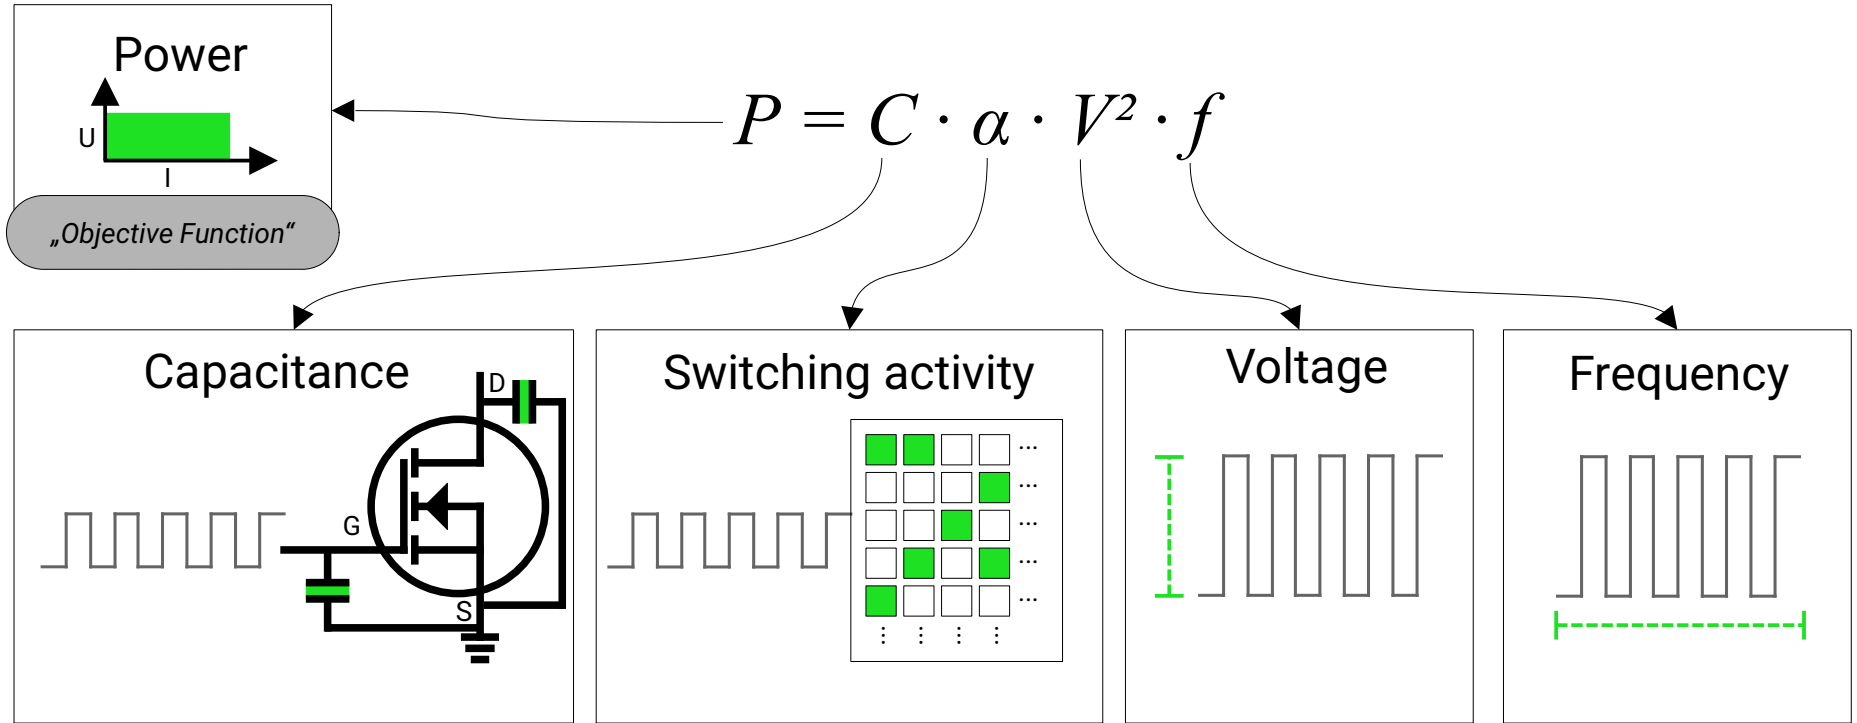 Power
U
I
„Objective Function“
P = C · α · V² · f
Capacitance
D
G
S
Switching activity
...
...
...
...
...
Voltage
Frequency